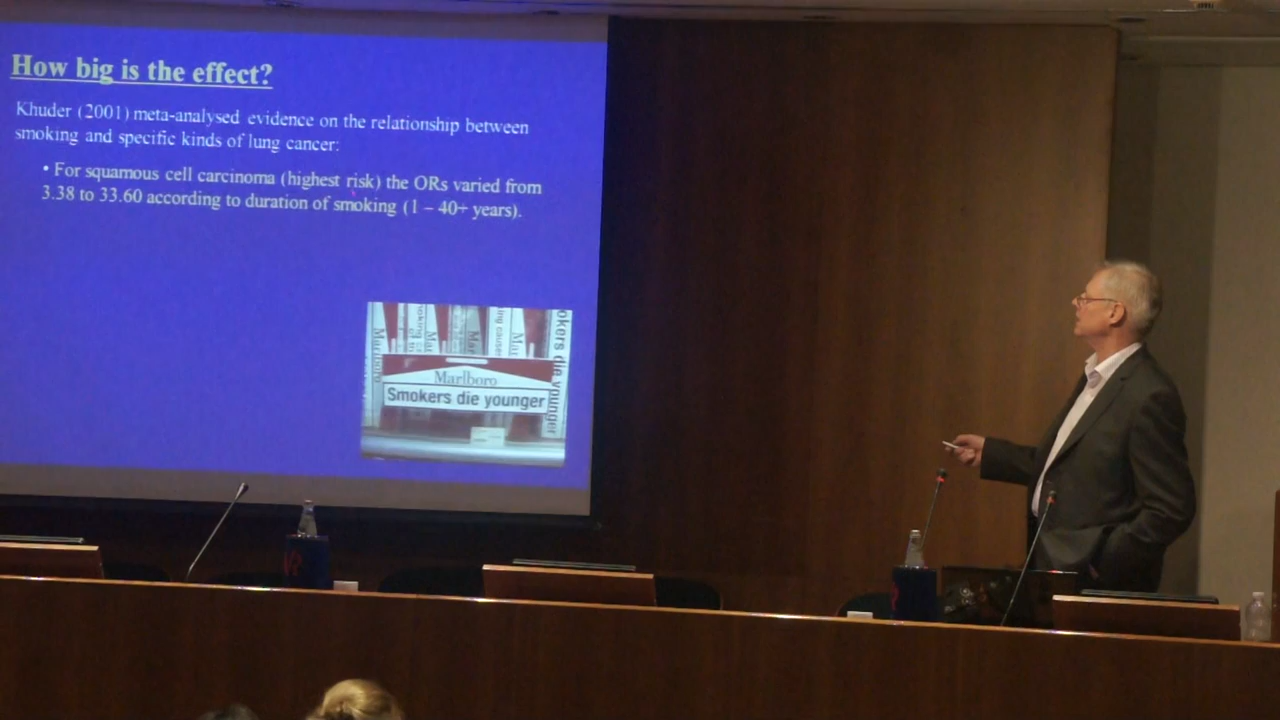 How big is the effect?
Khuder (2001) meta-analysed evidence on the relationship between
smoking and specific kinds of lung cancer:
• For squamous cell carcinoma (highest risk) the ORs varied from
3.38 to 33.60 according to duration of smoking (1 – 40+ years).
Marlboro
Smokers die younger
okers die younger